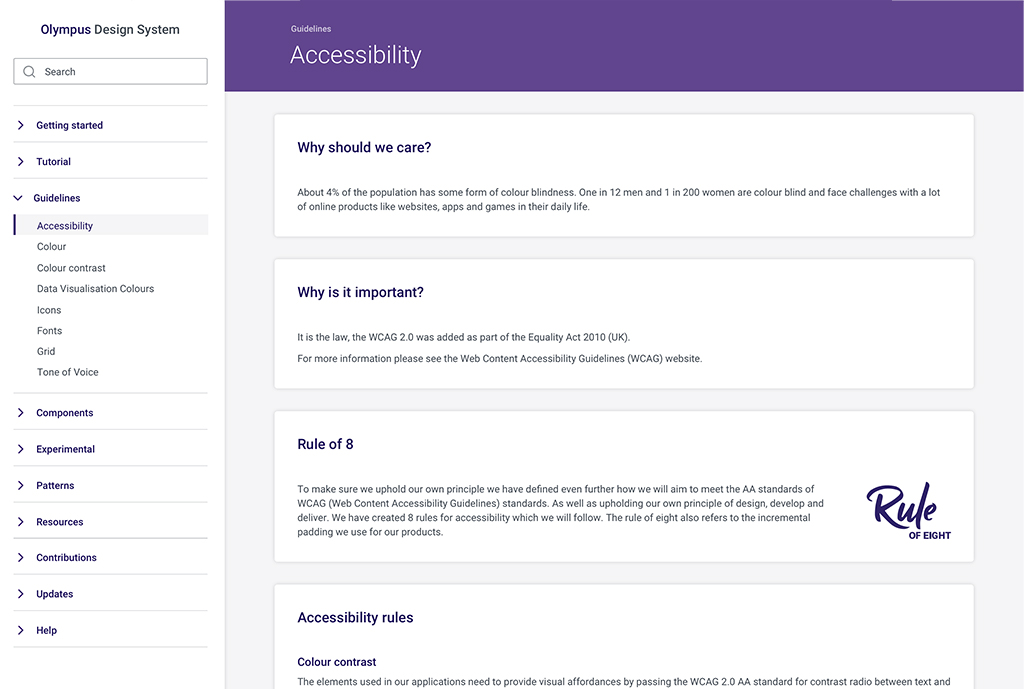 Olympus Design System
Search
Getting started
Tutorial
Guidelines
Accessibility
Colour
Colour contrast
Data Visualisation Colours
Icons
Fonts
Grid
Tone of Voice
Components
Experimental
Patterns
Resources
Contributions
Updates
Help
Guidelines
Accessibility
Why should we care?
About 4% of the population has some form of colour blindness. One in 12 men and 1 in 200 women are colour blind and face challenges with a lot
of online products like websites, apps and games in their daily life.
Why is it important?
It is the law, the WCAG 2.0 was added as part of the Equality Act 2010 (UK).
For more information please see the Web Content Accessibility Guidelines (WCAG) website.
Rule of 8
To make sure we uphold our own principle we have defined even further how we will aim to meet the AA standards of
WCAG (Web Content Accessibility Guidelines) standards. As well as upholding our own principle of design, develop and
deliver. We have created 8 rules for accessibility which we will follow. The rule of eight also refers to the incremental
padding we use for our products.
Rule
OF EIGHT
Accessibility rules
Colour contrast
The elements used in our applications need to provide visual affordances by passing the WCAG 2.0 AA standard for contrast radio between text and